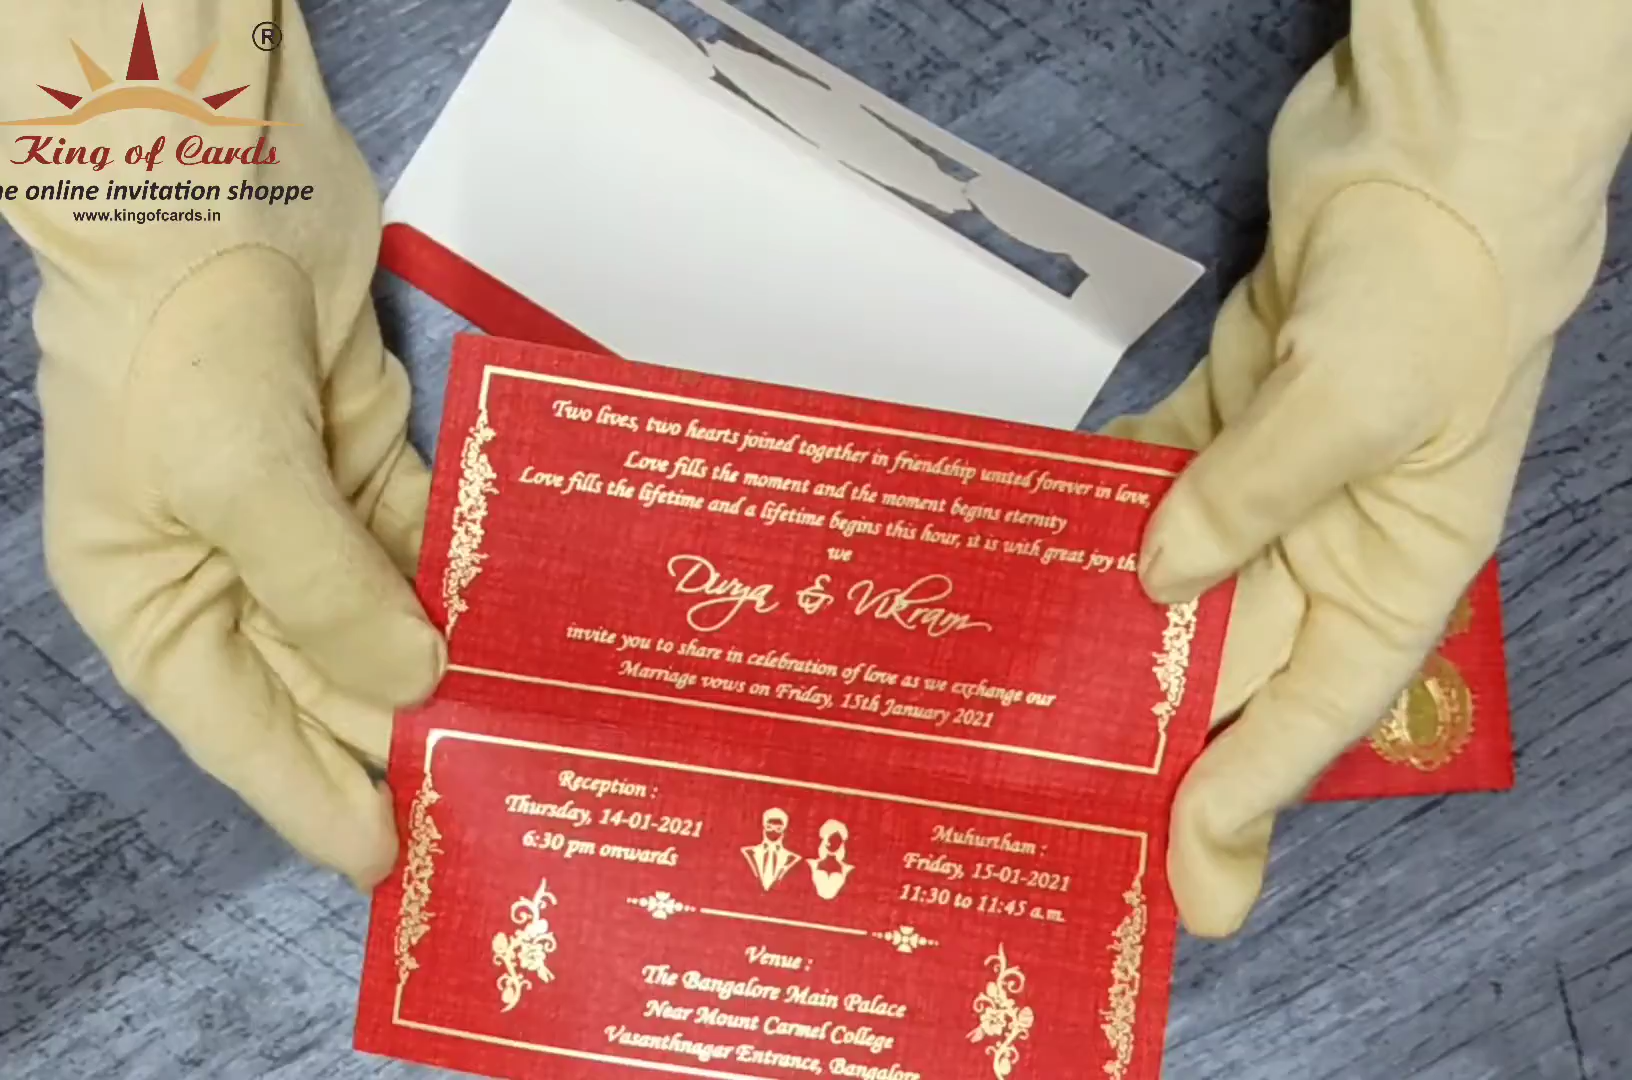 ®
King of Cards
e online invitation shoppe
www.kingofcards.in
Two lives, two hearts joined together in friendship united forever in love,
Love fills the moment and the moment begins eternity
Love fills the lifetime and a lifetime begins this hour, it is with great joy th
we
Divya & Vikram
invite you to share in celebration of love as we exchange our
Marriage vows on Friday, 15th January 2021
Reception :
Thursday, 14-01-2021
6:30 pm onwards
Muhurtham :
Friday, 15-01-2021
11:30 to 11:45 a.m.
Venue :
The Bangalore Main Palace
Near Mount Carmel College
Vasanthnagar Entrance, Bangalore